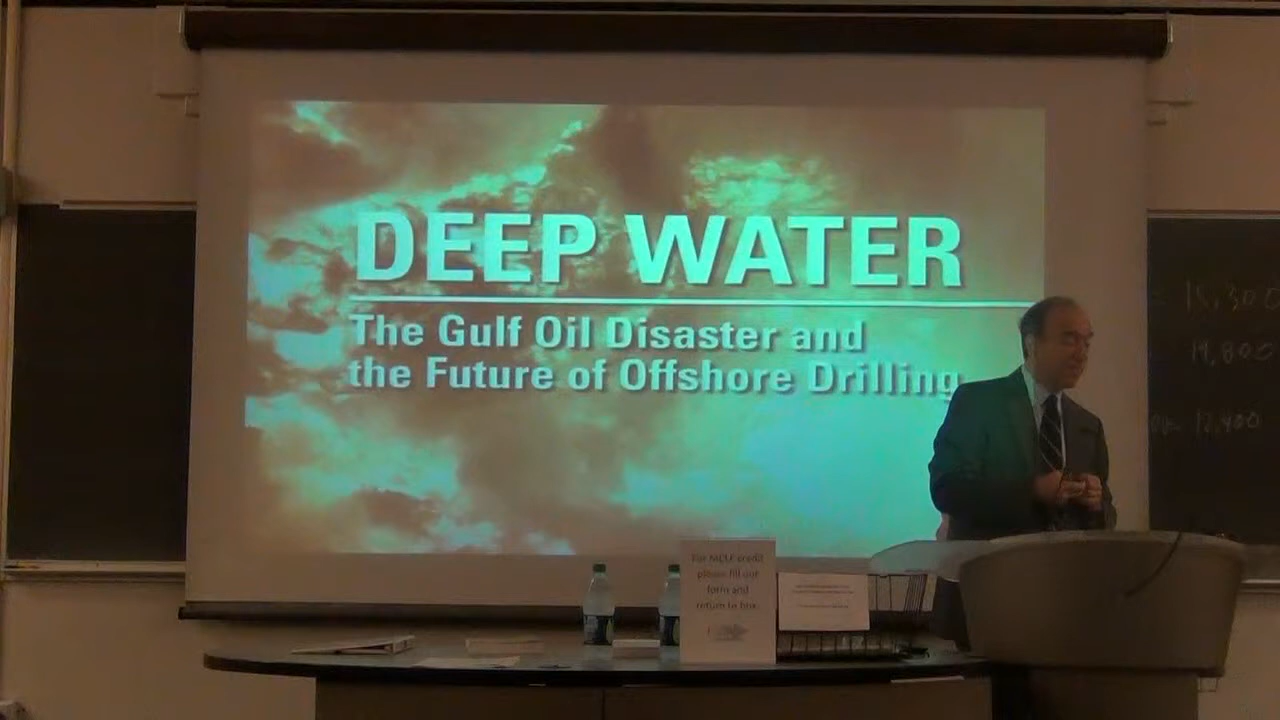 DEEP WATER
The Gulf Oil Disaster and
the Future of Offshore Drilling
15,300
19,800
12,400
For MCLE credit
please fill out
form and
return to box.